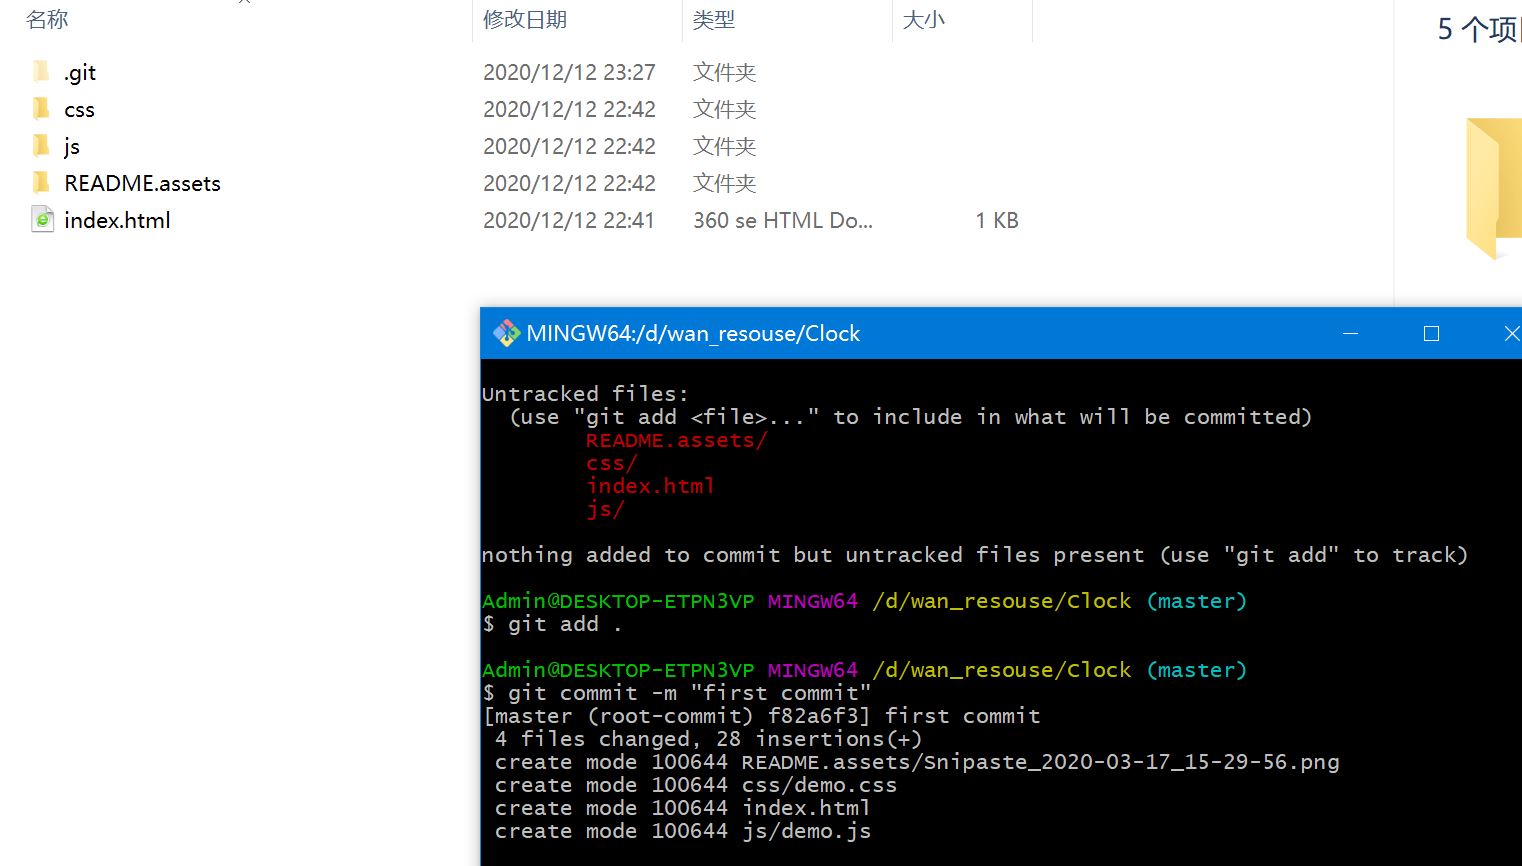 名称 修改日期 类型 大小
5 个项
.git 2020/12/12 23:27 文件夹
css 2020/12/12 22:42 文件夹
js 2020/12/12 22:42 文件夹
README.assets 2020/12/12 22:42 文件夹
index.html 2020/12/12 22:41 360 se HTML Do... 1 KB
MINGW64:/d/wan_resouse/Clock
Untracked files:
(use "git add <file>..." to include in what will be committed)
README.assets/
css/
index.html
js/
nothing added to commit but untracked files present (use "git add" to track)
Admin@DESKTOP-ETPN3VP MINGW64 /d/wan_resouse/Clock (master)
$ git add .
Admin@DESKTOP-ETPN3VP MINGW64 /d/wan_resouse/Clock (master)
$ git commit -m "first commit"
[master (root-commit) f82a6f3] first commit
4 files changed, 28 insertions(+)
create mode 100644 README.assets/Snipaste_2020-03-17_15-29-56.png
create mode 100644 css/demo.css
create mode 100644 index.html
create mode 100644 js/demo.js